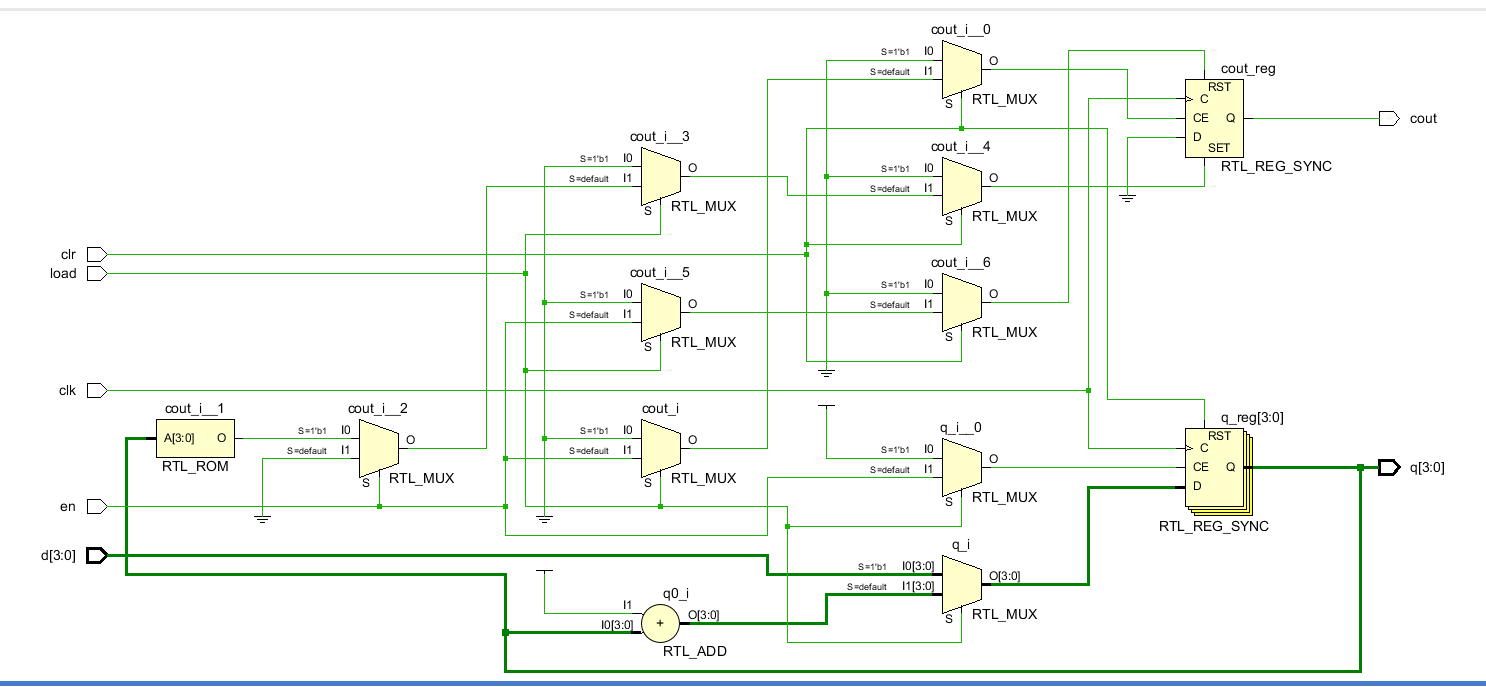 cout_i__0
S=1'b1 I0
S=default I1
O
S
RTL_MUX
cout_reg
RST
C
CE Q
D
SET
RTL_REG_SYNC
cout
cout_i__3
S=1'b1 I0
S=default I1
O
S
RTL_MUX
cout_i__4
S=1'b1 I0
S=default I1
O
S
RTL_MUX
clr
load
cout_i__5
S=1'b1 I0
S=default I1
O
S
RTL_MUX
cout_i__6
S=1'b1 I0
S=default I1
O
S
RTL_MUX
clk
cout_i__1
A[3:0] O
RTL_ROM
cout_i__2
S=1'b1 I0
S=default I1
O
S
RTL_MUX
cout_i
S=1'b1 I0
S=default I1
O
S
RTL_MUX
q_i__0
S=1'b1 I0
S=default I1
O
S
RTL_MUX
q_reg[3:0]
RST
C
CE Q
D
RTL_REG_SYNC
q[3:0]
en
d[3:0]
q0_i
I1
I0[3:0]
+
O[3:0]
RTL_ADD
q_i
S=1'b1 I0[3:0]
S=default I1[3:0]
O[3:0]
S
RTL_MUX